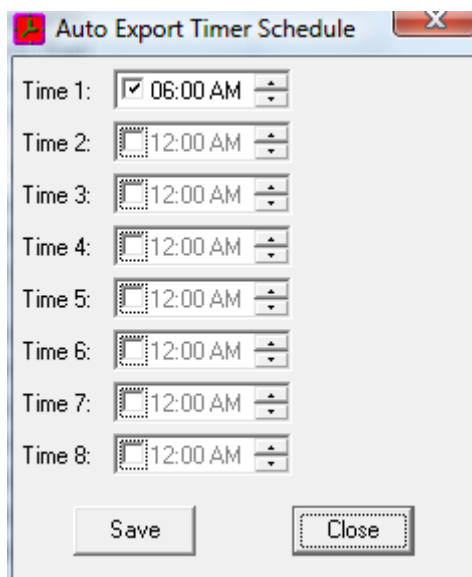 Auto Export Timer Schedule
Time 1: 06:00 AM
Time 2: 12:00 AM
Time 3: 12:00 AM
Time 4: 12:00 AM
Time 5: 12:00 AM
Time 6: 12:00 AM
Time 7: 12:00 AM
Time 8: 12:00 AM
Save Close